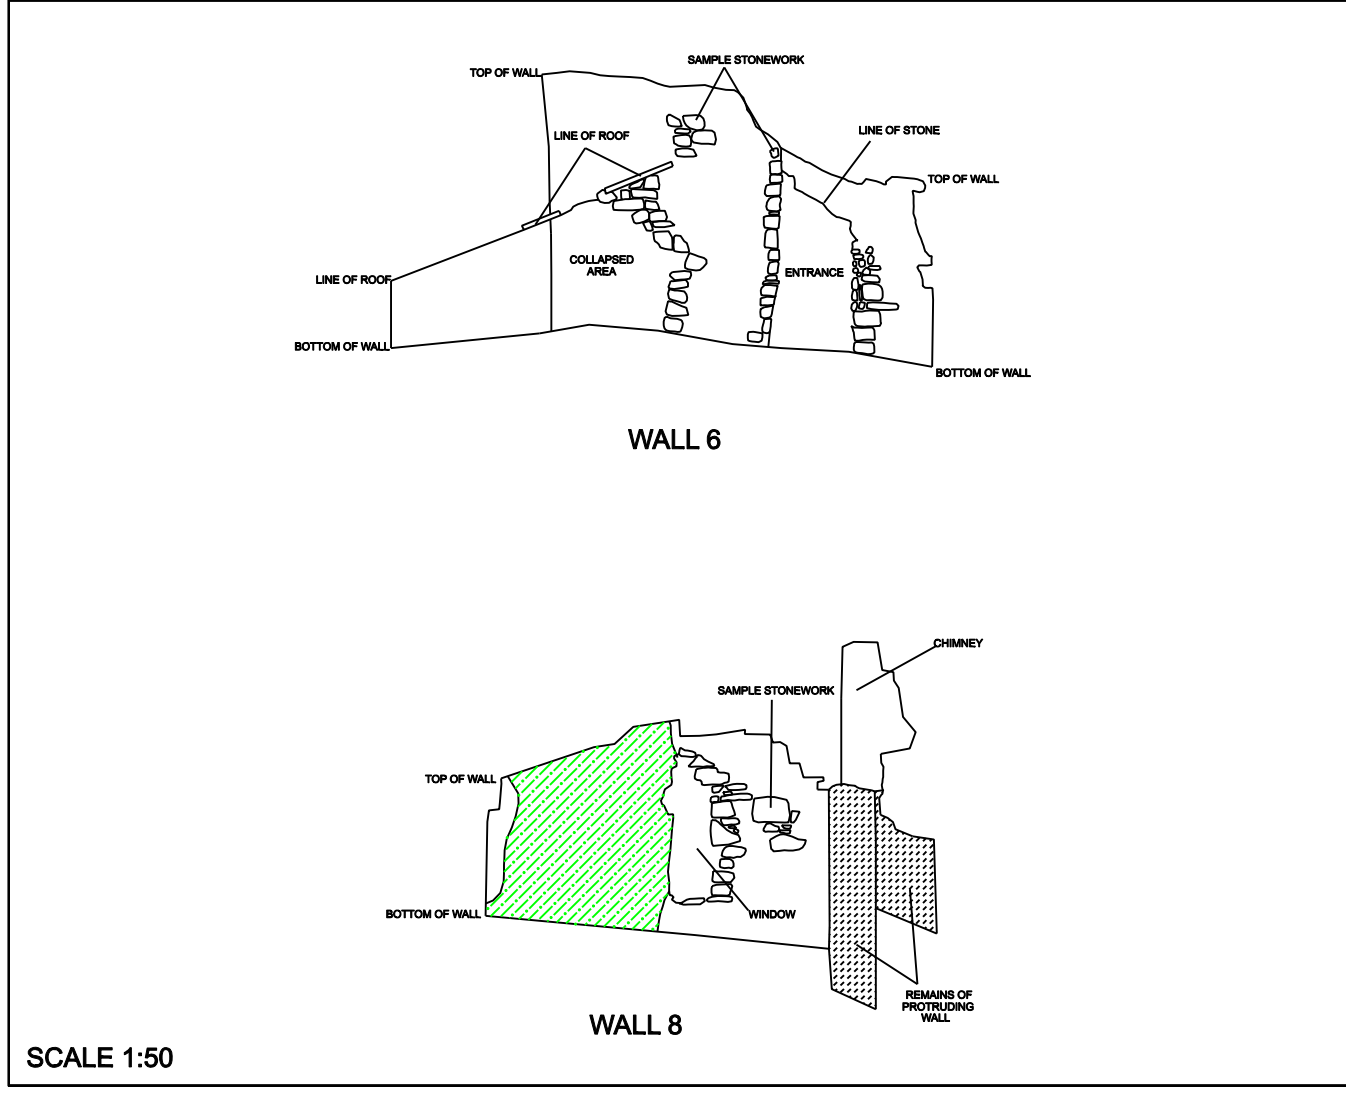 SAMPLE STONEWORK
TOP OF WALL
LINE OF ROOF
LINE OF STONE
TOP OF WALL
COLLAPSED
AREA
ENTRANCE
LINE OF ROOF
BOTTOM OF WALL
BOTTOM OF WALL
WALL 6
CHIMNEY
SAMPLE STONEWORK
TOP OF WALL
BOTTOM OF WALL
WINDOW
REMAINS OF
PROTRUDING
WALL
WALL 8
SCALE 1:50